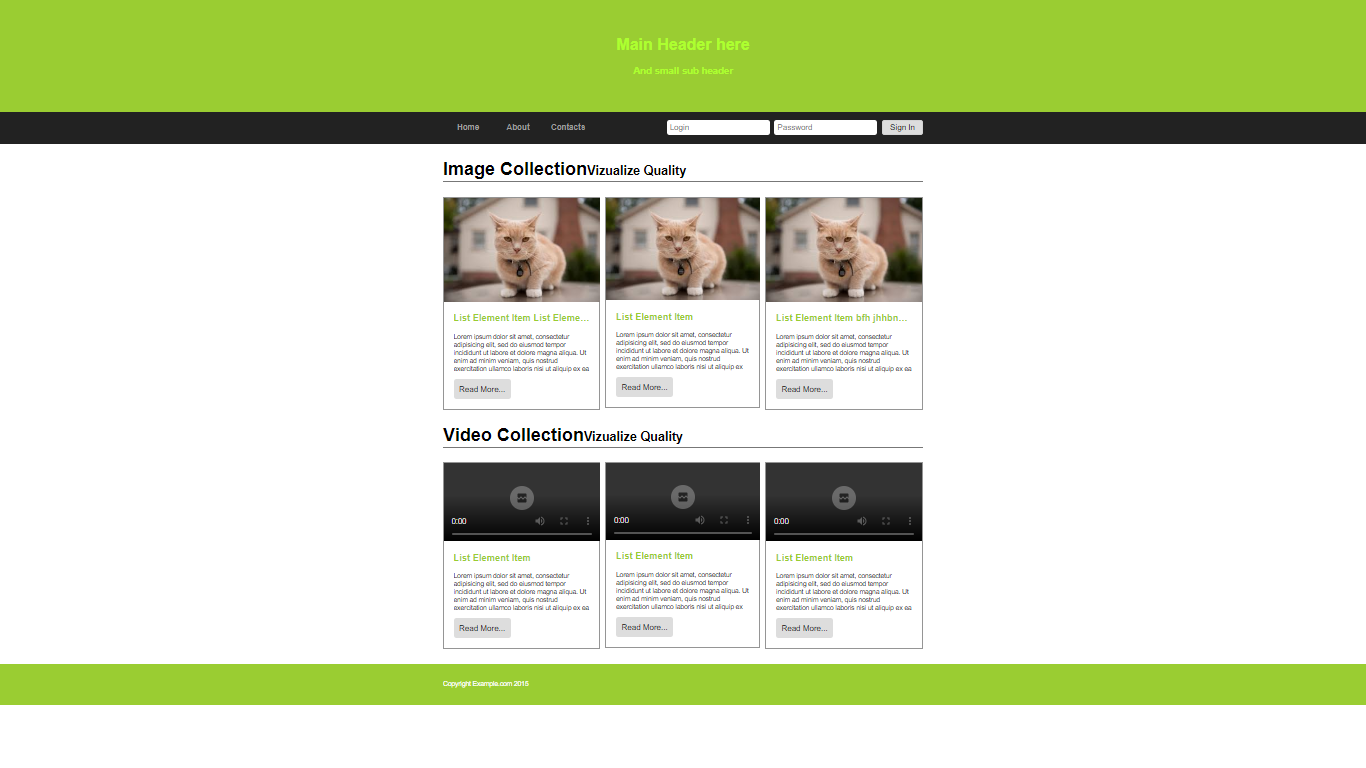 Main Header here
And small sub header
Home About Contacts Login Password Sign In
Image CollectionVizualize Quality
List Element Item List Eleme...
Lorem ipsum dolor sit amet, consectetur
adipisicing elit, sed do eiusmod tempor
incididunt ut labore et dolore magna aliqua. Ut
enim ad minim veniam, quis nostrud
exercitation ullamco laboris nisi ut aliquip ex ea
Read More...
List Element Item
Lorem ipsum dolor sit amet, consectetur
adipisicing elit, sed do eiusmod tempor
incididunt ut labore et dolore magna aliqua. Ut
enim ad minim veniam, quis nostrud
exercitation ullamco laboris nisi ut aliquip ex
Read More...
List Element Item bfh jhhbn...
Lorem ipsum dolor sit amet, consectetur
adipisicing elit, sed do eiusmod tempor
incididunt ut labore et dolore magna aliqua. Ut
enim ad minim veniam, quis nostrud
exercitation ullamco laboris nisi ut aliquip ex ea
Read More...
Video CollectionVizualize Quality
0:00
List Element Item
Lorem ipsum dolor sit amet, consectetur
adipisicing elit, sed do eiusmod tempor
incididunt ut labore et dolore magna aliqua. Ut
enim ad minim veniam, quis nostrud
exercitation ullamco laboris nisi ut aliquip ex ea
Read More...
0:00
List Element Item
Lorem ipsum dolor sit amet, consectetur
adipisicing elit, sed do eiusmod tempor
incididunt ut labore et dolore magna aliqua. Ut
enim ad minim veniam, quis nostrud
exercitation ullamco laboris nisi ut aliquip ex
Read More...
0:00
List Element Item
Lorem ipsum dolor sit amet, consectetur
adipisicing elit, sed do eiusmod tempor
incididunt ut labore et dolore magna aliqua. Ut
enim ad minim veniam, quis nostrud
exercitation ullamco laboris nisi ut aliquip ex ea
Read More...
Copyright Example.com 2015